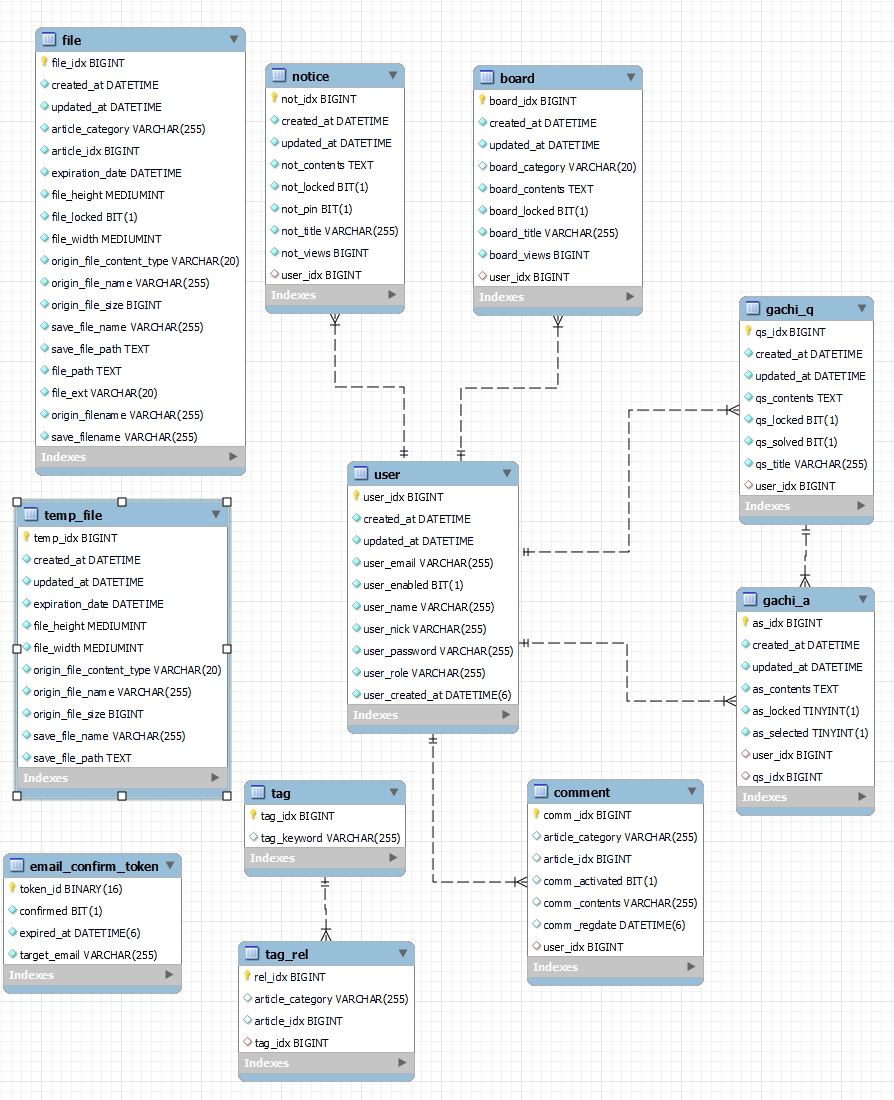 file
file_idx BIGINT
created_at DATETIME
updated_at DATETIME
article_category VARCHAR(255)
article_idx BIGINT
expiration_date DATETIME
file_height MEDIUMINT
file_locked BIT(1)
file_width MEDIUMINT
origin_file_content_type VARCHAR(20)
origin_file_name VARCHAR(255)
origin_file_size BIGINT
save_file_name VARCHAR(255)
save_file_path TEXT
file_path TEXT
file_ext VARCHAR(20)
origin_filename VARCHAR(255)
save_filename VARCHAR(255)
Indexes
notice
not_idx BIGINT
created_at DATETIME
updated_at DATETIME
not_contents TEXT
not_locked BIT(1)
not_pin BIT(1)
not_title VARCHAR(255)
not_views BIGINT
user_idx BIGINT
Indexes
board
board_idx BIGINT
created_at DATETIME
updated_at DATETIME
board_category VARCHAR(20)
board_contents TEXT
board_locked BIT(1)
board_title VARCHAR(255)
board_views BIGINT
user_idx BIGINT
Indexes
gachi_q
qs_idx BIGINT
created_at DATETIME
updated_at DATETIME
qs_contents TEXT
qs_locked BIT(1)
qs_solved BIT(1)
qs_title VARCHAR(255)
user_idx BIGINT
Indexes
user
user_idx BIGINT
created_at DATETIME
updated_at DATETIME
user_email VARCHAR(255)
user_enabled BIT(1)
user_name VARCHAR(255)
user_nick VARCHAR(255)
user_password VARCHAR(255)
user_role VARCHAR(255)
user_created_at DATETIME(6)
Indexes
temp_file
temp_idx BIGINT
created_at DATETIME
updated_at DATETIME
expiration_date DATETIME
file_height MEDIUMINT
file_width MEDIUMINT
origin_file_content_type VARCHAR(20)
origin_file_name VARCHAR(255)
origin_file_size BIGINT
save_file_name VARCHAR(255)
save_file_path TEXT
Indexes
gachi_a
as_idx BIGINT
created_at DATETIME
updated_at DATETIME
as_contents TEXT
as_locked TINYINT(1)
as_selected TINYINT(1)
user_idx BIGINT
qs_idx BIGINT
Indexes
tag
tag_idx BIGINT
tag_keyword VARCHAR(255)
Indexes
comment
comm_idx BIGINT
article_category VARCHAR(255)
article_idx BIGINT
comm_activated BIT(1)
comm_contents VARCHAR(255)
comm_regdate DATETIME(6)
user_idx BIGINT
Indexes
email_confirm_token
token_id BINARY(16)
confirmed BIT(1)
expired_at DATETIME(6)
target_email VARCHAR(255)
Indexes
tag_rel
rel_idx BIGINT
article_category VARCHAR(255)
article_idx BIGINT
tag_idx BIGINT
Indexes